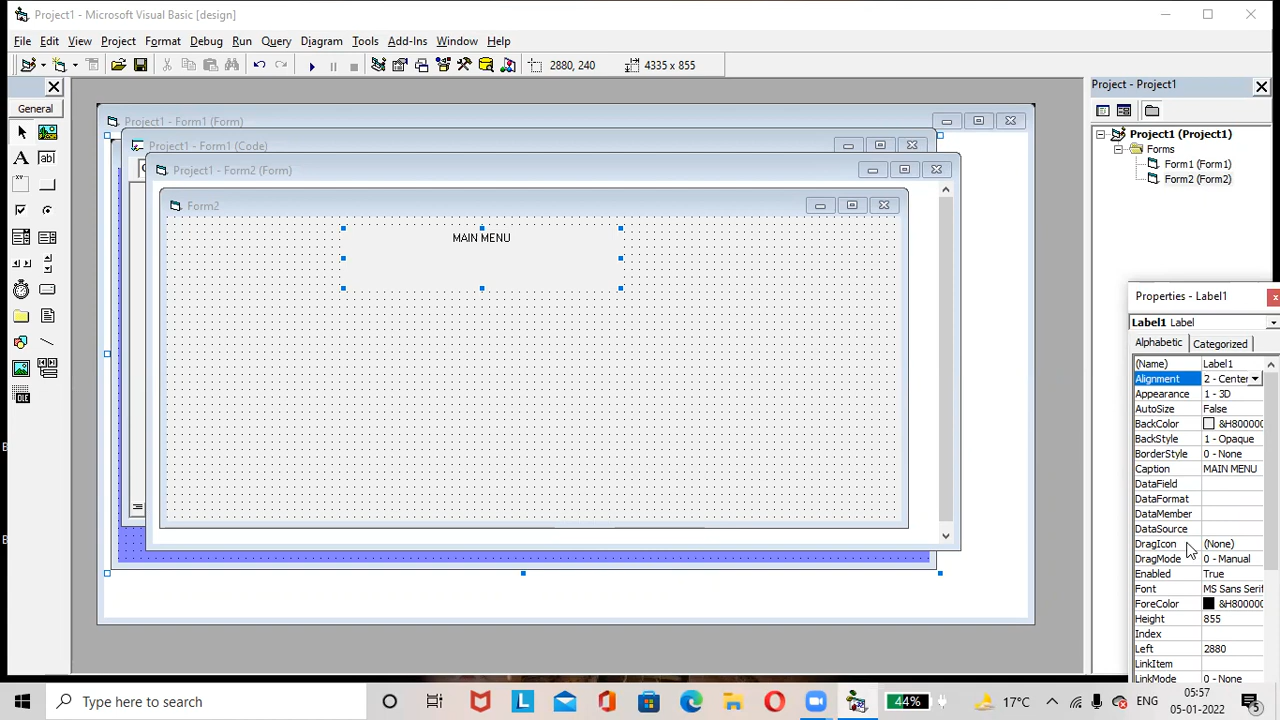 Project1 - Microsoft Visual Basic [design]
File Edit View Project Format Debug Run Query Diagram Tools Add-Ins Window Help
2880, 240 4335 x 855
General
A ab|
OLE
Project1 - Form1 (Form)
Project1 - Form1 (Code)
Project1 - Form2 (Form)
Form2
MAIN MENU
Project - Project1
Project1 (Project1)
Forms
Form1 (Form1)
Form2 (Form2)
Properties - Label1
Label1 Label
Alphabetic Categorized
(Name) Label1
Alignment 2 - Center
Appearance 1 - 3D
AutoSize False
BackColor &H800000
BackStyle 1 - Opaque
BorderStyle 0 - None
Caption MAIN MENU
DataField
DataFormat
DataMember
DataSource
DragIcon (None)
DragMode 0 - Manual
Enabled True
Font MS Sans Serif
ForeColor &H800000
Height 855
Index
Left 2880
LinkItem
LinkMode 0 - None
Type here to search
L
44%
17°C
ENG
05:57
05-01-2022
5